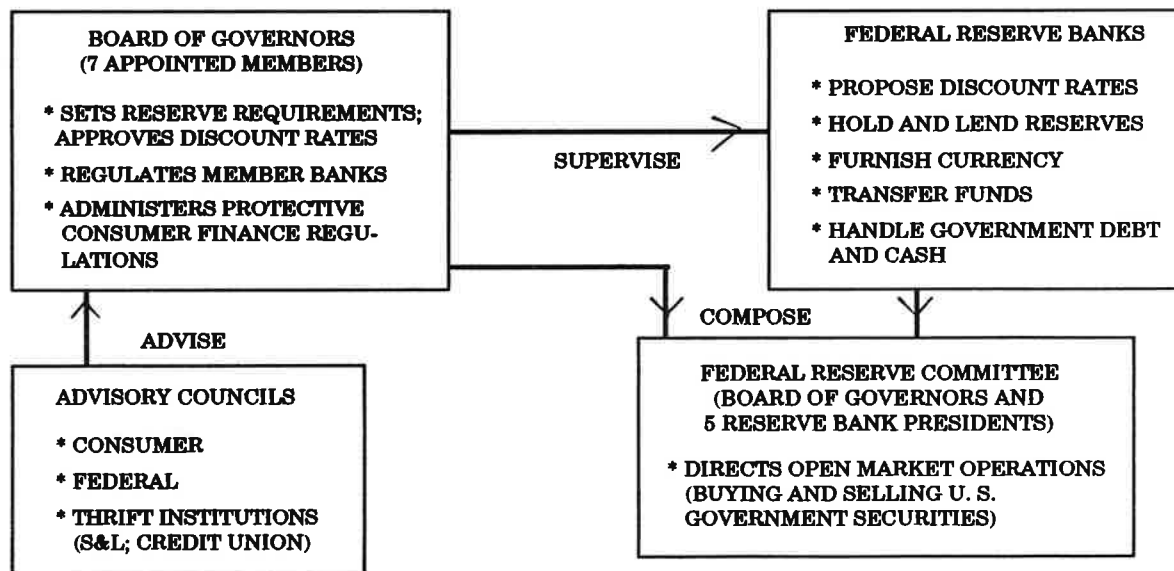 BOARD OF GOVERNORS
(7 APPOINTED MEMBERS)
* SETS RESERVE REQUIREMENTS;
APPROVES DISCOUNT RATES
* REGULATES MEMBER BANKS
* ADMINISTERS PROTECTIVE
CONSUMER FINANCE REGU-
LATIONS
SUPERVISE
FEDERAL RESERVE BANKS
* PROPOSE DISCOUNT RATES
* HOLD AND LEND RESERVES
* FURNISH CURRENCY
* TRANSFER FUNDS
* HANDLE GOVERNMENT DEBT
AND CASH
ADVISE
COMPOSE
ADVISORY COUNCILS
* CONSUMER
* FEDERAL
* THRIFT INSTITUTIONS
(S&L; CREDIT UNION)
FEDERAL RESERVE COMMITTEE
(BOARD OF GOVERNORS AND
5 RESERVE BANK PRESIDENTS)
* DIRECTS OPEN MARKET OPERATIONS
(BUYING AND SELLING U. S.
GOVERNMENT SECURITIES)